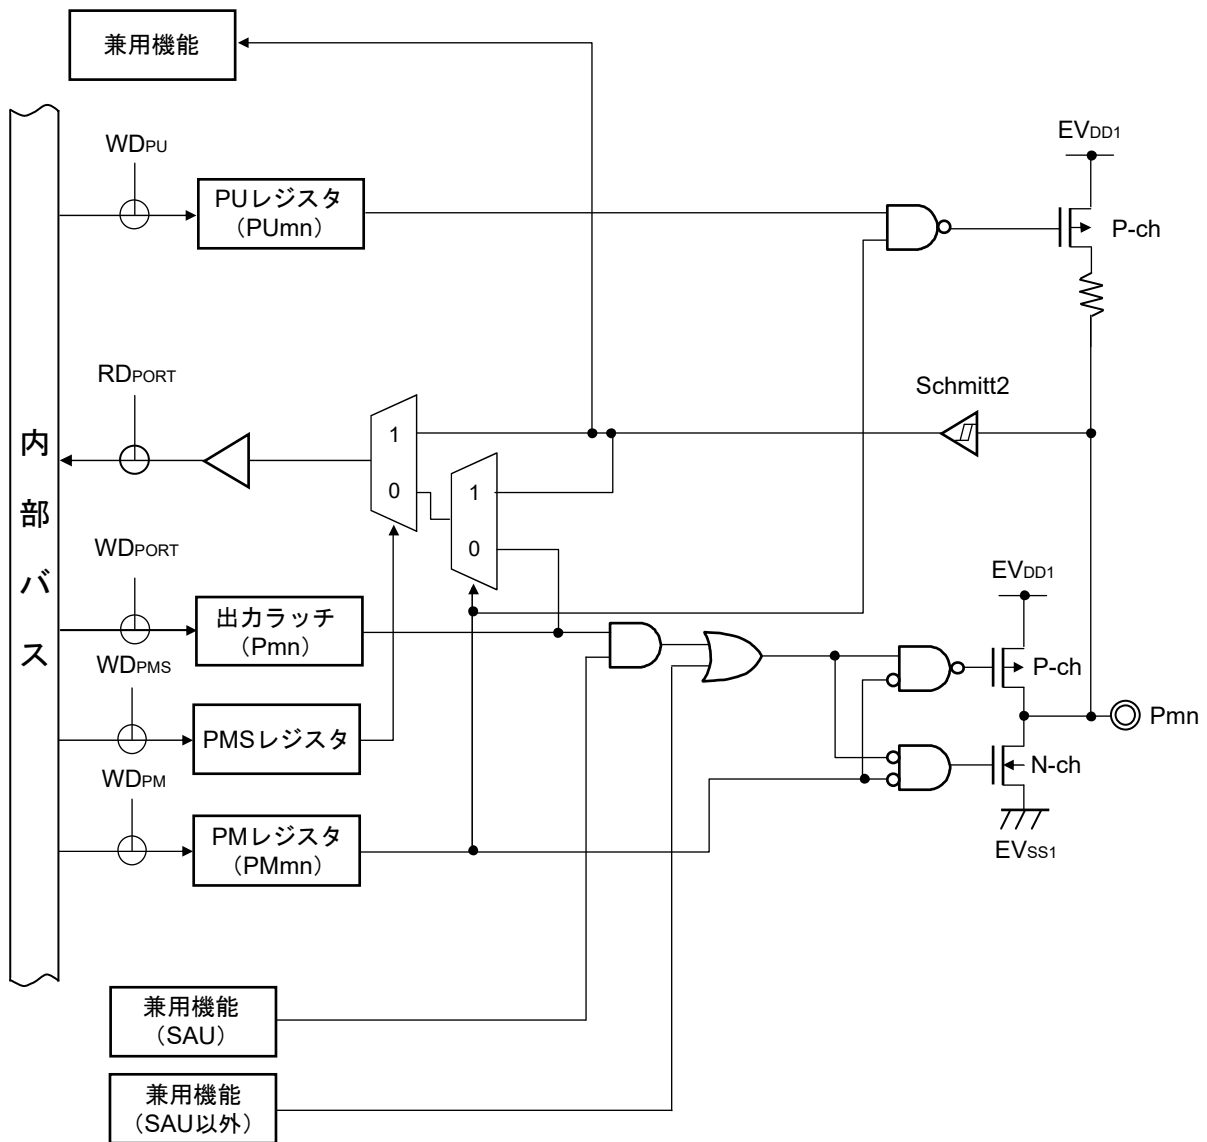 兼用機能
EVDD1
WDPU
PUレジスタ
（PUmn）
P-ch
RDPORT
Schmitt2
1
0
1
0
内部バス
WDPORT
出力ラッチ
（Pmn）
EVDD1
P-ch
WDPMS
PMSレジスタ
Pmn
N-ch
WDPM
PMレジスタ
（PMmn）
EVSS1
兼用機能
（SAU）
兼用機能
（SAU以外）